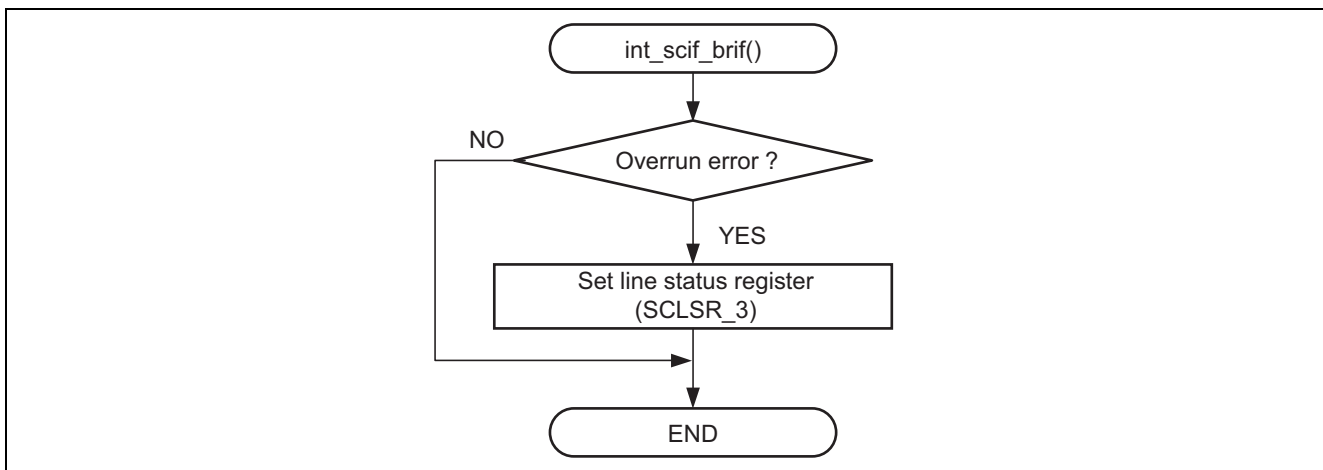 int_scif_brif()
NO
Overrun error ?
YES
Set line status register
(SCLSR_3)
END